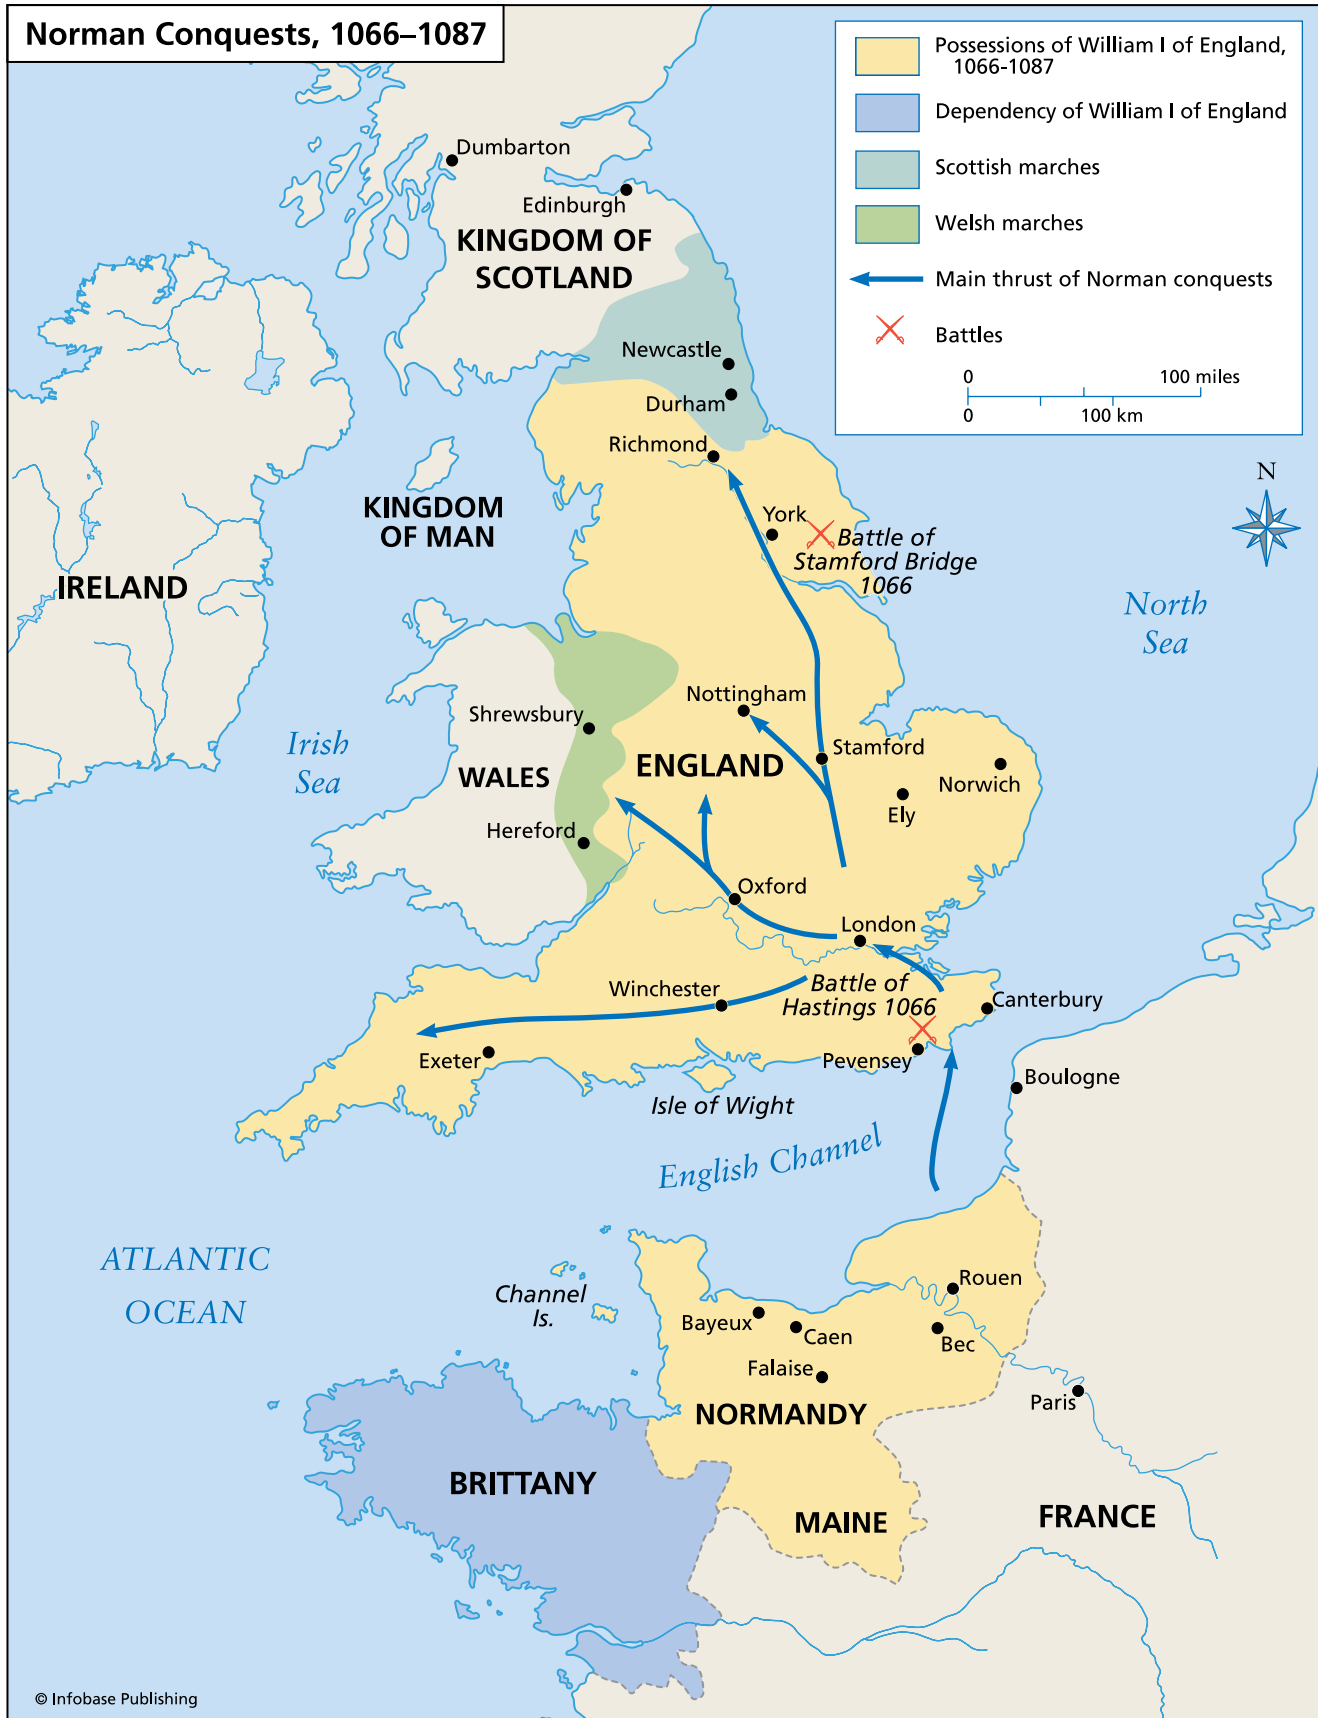 Norman Conquests, 1066–1087
Possessions of William I of England,
1066-1087
Dependency of William I of England
Scottish marches
Welsh marches
Main thrust of Norman conquests
Battles
0 100 miles
0 100 km
N
Dumbarton
Edinburgh
KINGDOM OF
SCOTLAND
Newcastle
Durham
Richmond
KINGDOM
OF MAN
York
Battle of
Stamford Bridge
1066
IRELAND
North
Sea
Nottingham
Shrewsbury
Stamford
Irish
Sea
WALES
ENGLAND
Norwich
Ely
Hereford
Oxford
London
Winchester
Battle of
Hastings 1066
Canterbury
Exeter
Pevensey
Boulogne
Isle of Wight
English Channel
ATLANTIC
OCEAN
Channel
Is.
Rouen
Bayeux
Caen
Bec
Falaise
Paris
NORMANDY
BRITTANY
MAINE
FRANCE
© Infobase Publishing